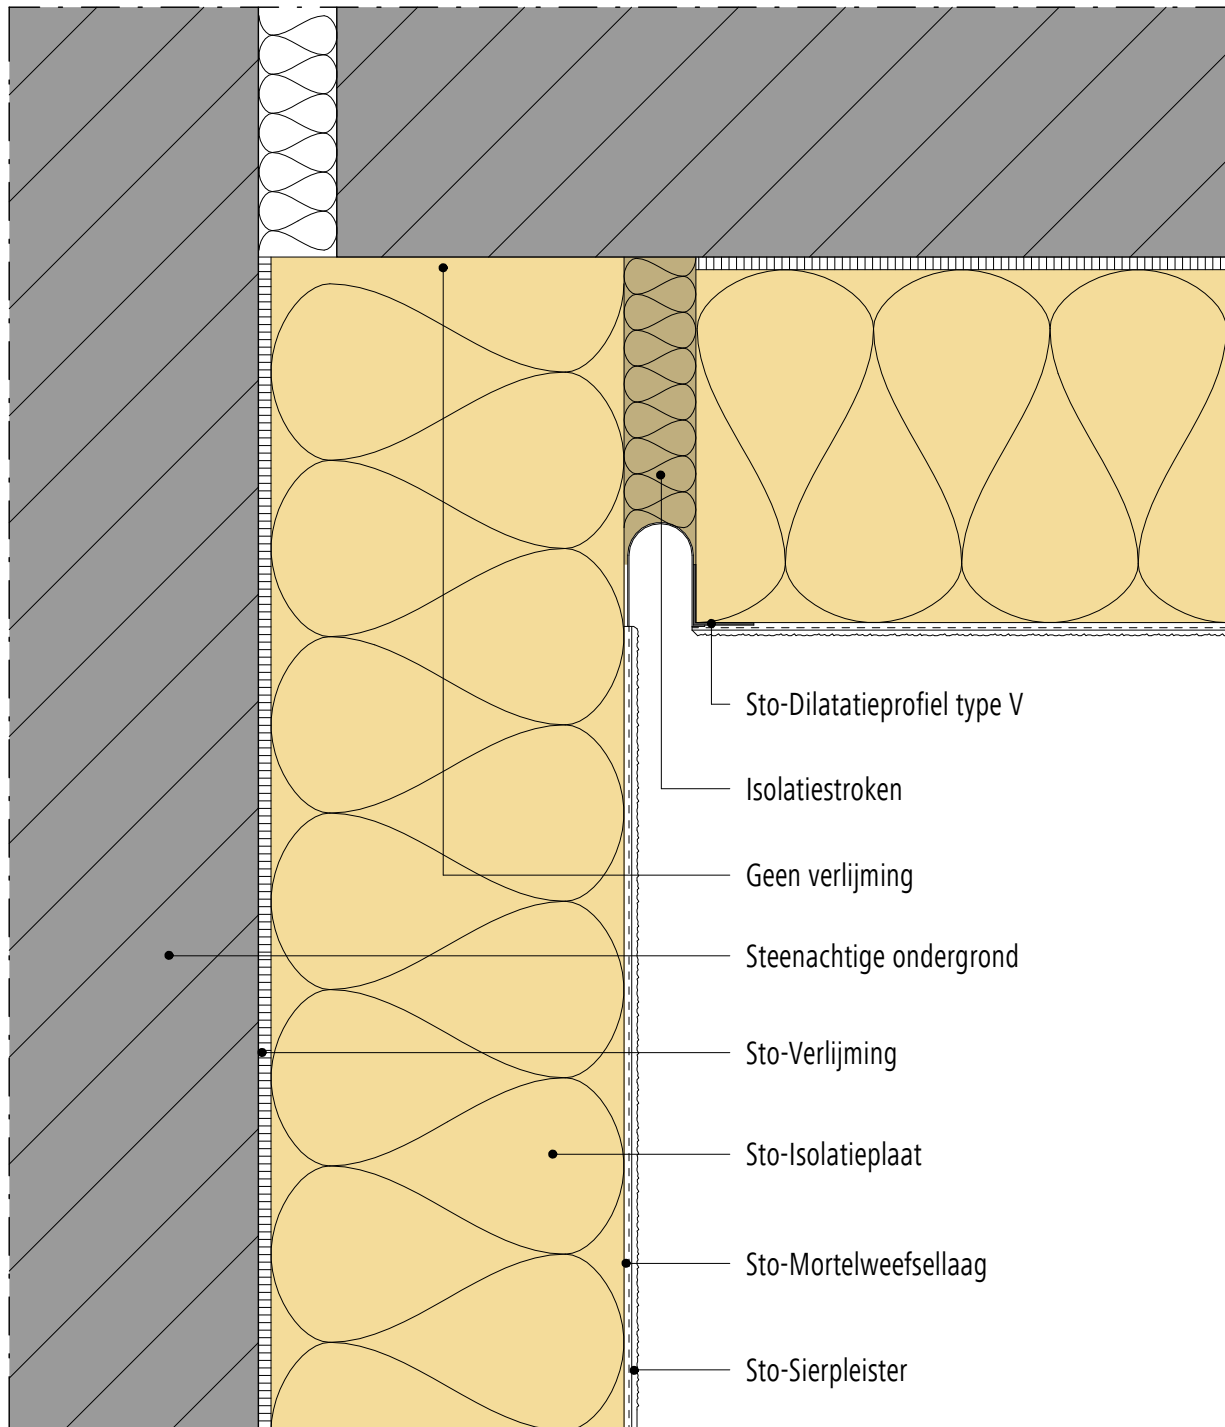 Sto-Dilatatieprofiel type V
Isolatiestroken
Geen verlijming
Steenachtige ondergrond
Sto-Verlijming
Sto-Isolatieplaat
Sto-Mortelweefsellaag
Sto-Sierpleister